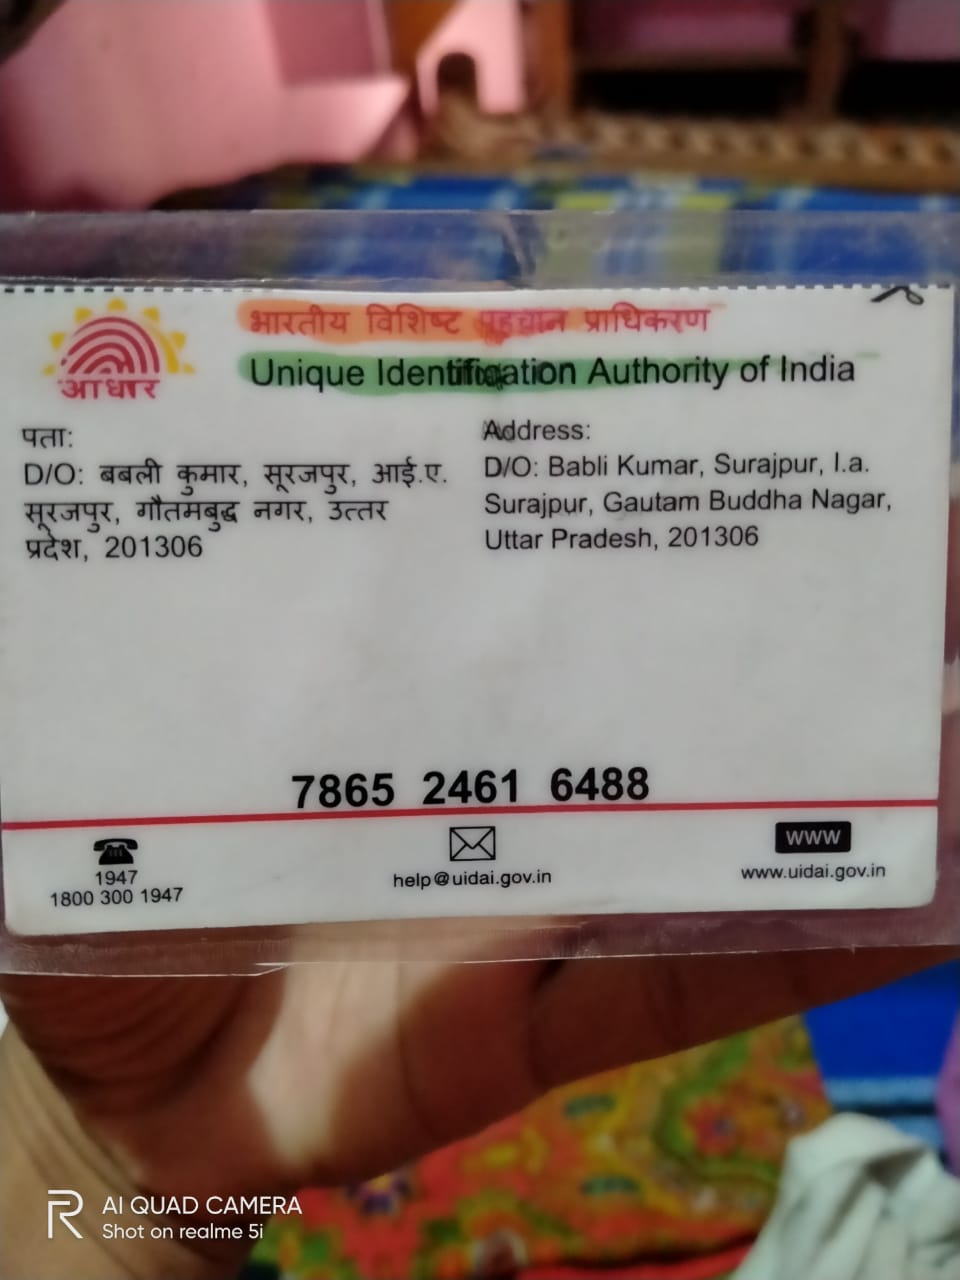 भारतीय विशिष्ट पहचान प्राधिकरण
आधार
Unique Identification Authority of India
पता:
D/O: बबली कुमार, सूरजपुर, आई.ए.
सूरजपुर, गौतमबुद्ध नगर, उत्तर
प्रदेश, 201306
Address:
D/O: Babli Kumar, Surajpur, I.a.
Surajpur, Gautam Buddha Nagar,
Uttar Pradesh, 201306
7865 2461 6488
1947
1800 300 1947
help@uidai.gov.in
www
www.uidai.gov.in
R
AI QUAD CAMERA
Shot on realme 5i